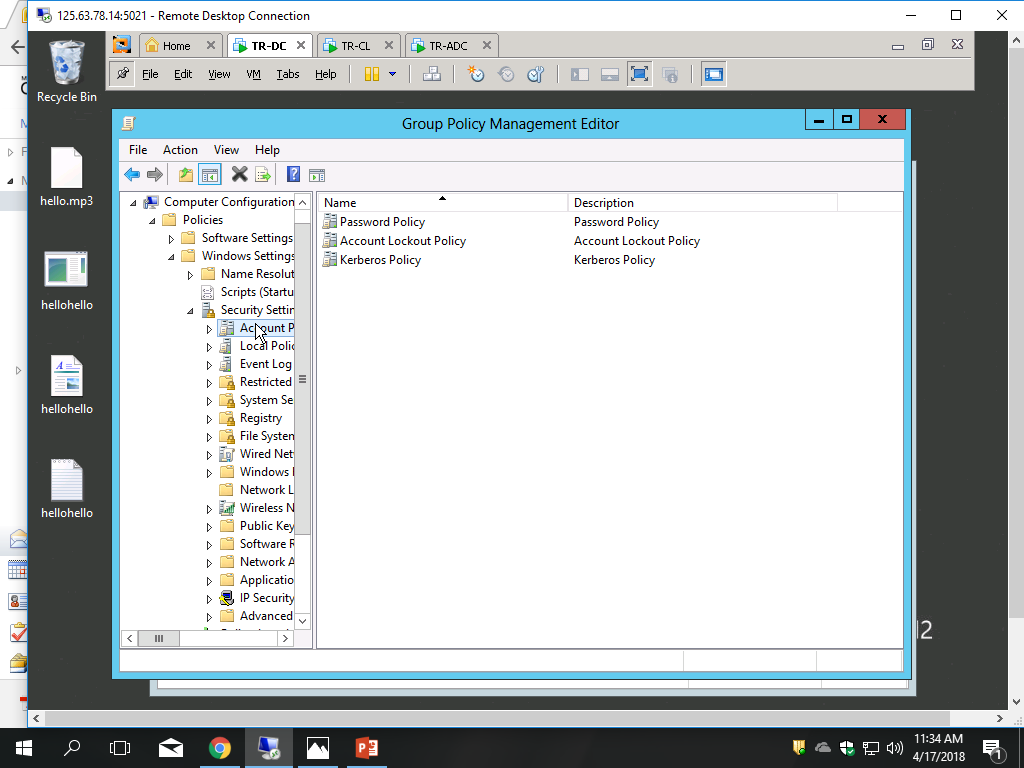 125.63.78.14:5021 - Remote Desktop Connection
Home
TR-DC
TR-CL
TR-ADC
File Edit View VM Tabs Help
Recycle Bin
hello.mp3
hellohello
hellohello
hellohello
Group Policy Management Editor
File Action View Help
Computer Configuration
Policies
Software Settings
Windows Settings
Name Resolut
Scripts (Startu
Security Settin
Account P
Local Polic
Event Log
Restricted
System Se
Registry
File System
Wired Net
Windows
Network L
Wireless N
Public Key
Software R
Network A
Applicatio
IP Security
Advanced
Name Description
Password Policy Password Policy
Account Lockout Policy Account Lockout Policy
Kerberos Policy Kerberos Policy
12
11:34 AM
4/17/2018
1